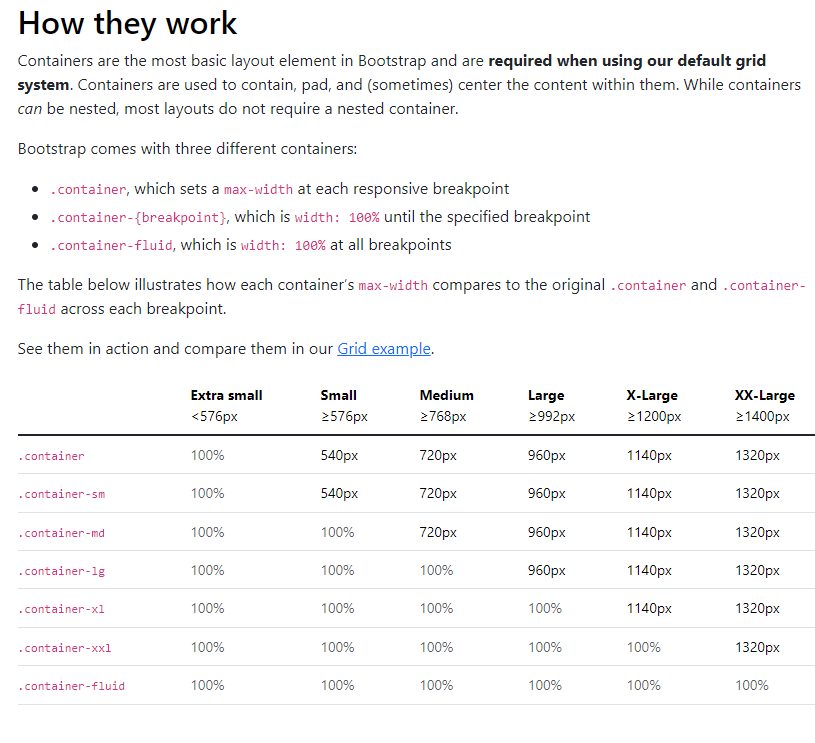 How they work
Containers are the most basic layout element in Bootstrap and are required when using our default grid
system. Containers are used to contain, pad, and (sometimes) center the content within them. While containers
can be nested, most layouts do not require a nested container.
Bootstrap comes with three different containers:
• .container, which sets a max-width at each responsive breakpoint
• .container-{breakpoint}, which is width: 100% until the specified breakpoint
• .container-fluid, which is width: 100% at all breakpoints
The table below illustrates how each container's max-width compares to the original .container and .container-
fluid across each breakpoint.
See them in action and compare them in our Grid example.
Extra small Small Medium Large X-Large XX-Large
<576px ≥576px ≥768px ≥992px ≥1200px ≥1400px
.container 100% 540px 720px 960px 1140px 1320px
.container-sm 100% 540px 720px 960px 1140px 1320px
.container-md 100% 100% 720px 960px 1140px 1320px
.container-lg 100% 100% 100% 960px 1140px 1320px
.container-xl 100% 100% 100% 100% 1140px 1320px
.container-xxl 100% 100% 100% 100% 100% 1320px
.container-fluid 100% 100% 100% 100% 100% 100%